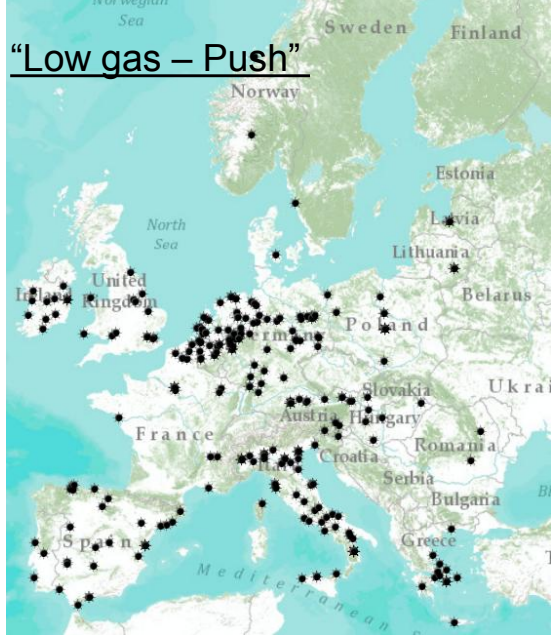 Norwegian
Sea
“Low gas – Push”
Sweden
Finland
Norway
Estonia
North
Sea
Latvia
Lithuania
Ireland
United
Kingdom
Belarus
Germany
Poland
Ukrai
Slovakia
Austria
Hungary
France
Romania
Croatia
Italy
Serbia
Bulgaria
Spain
Greece
Mediterranean S